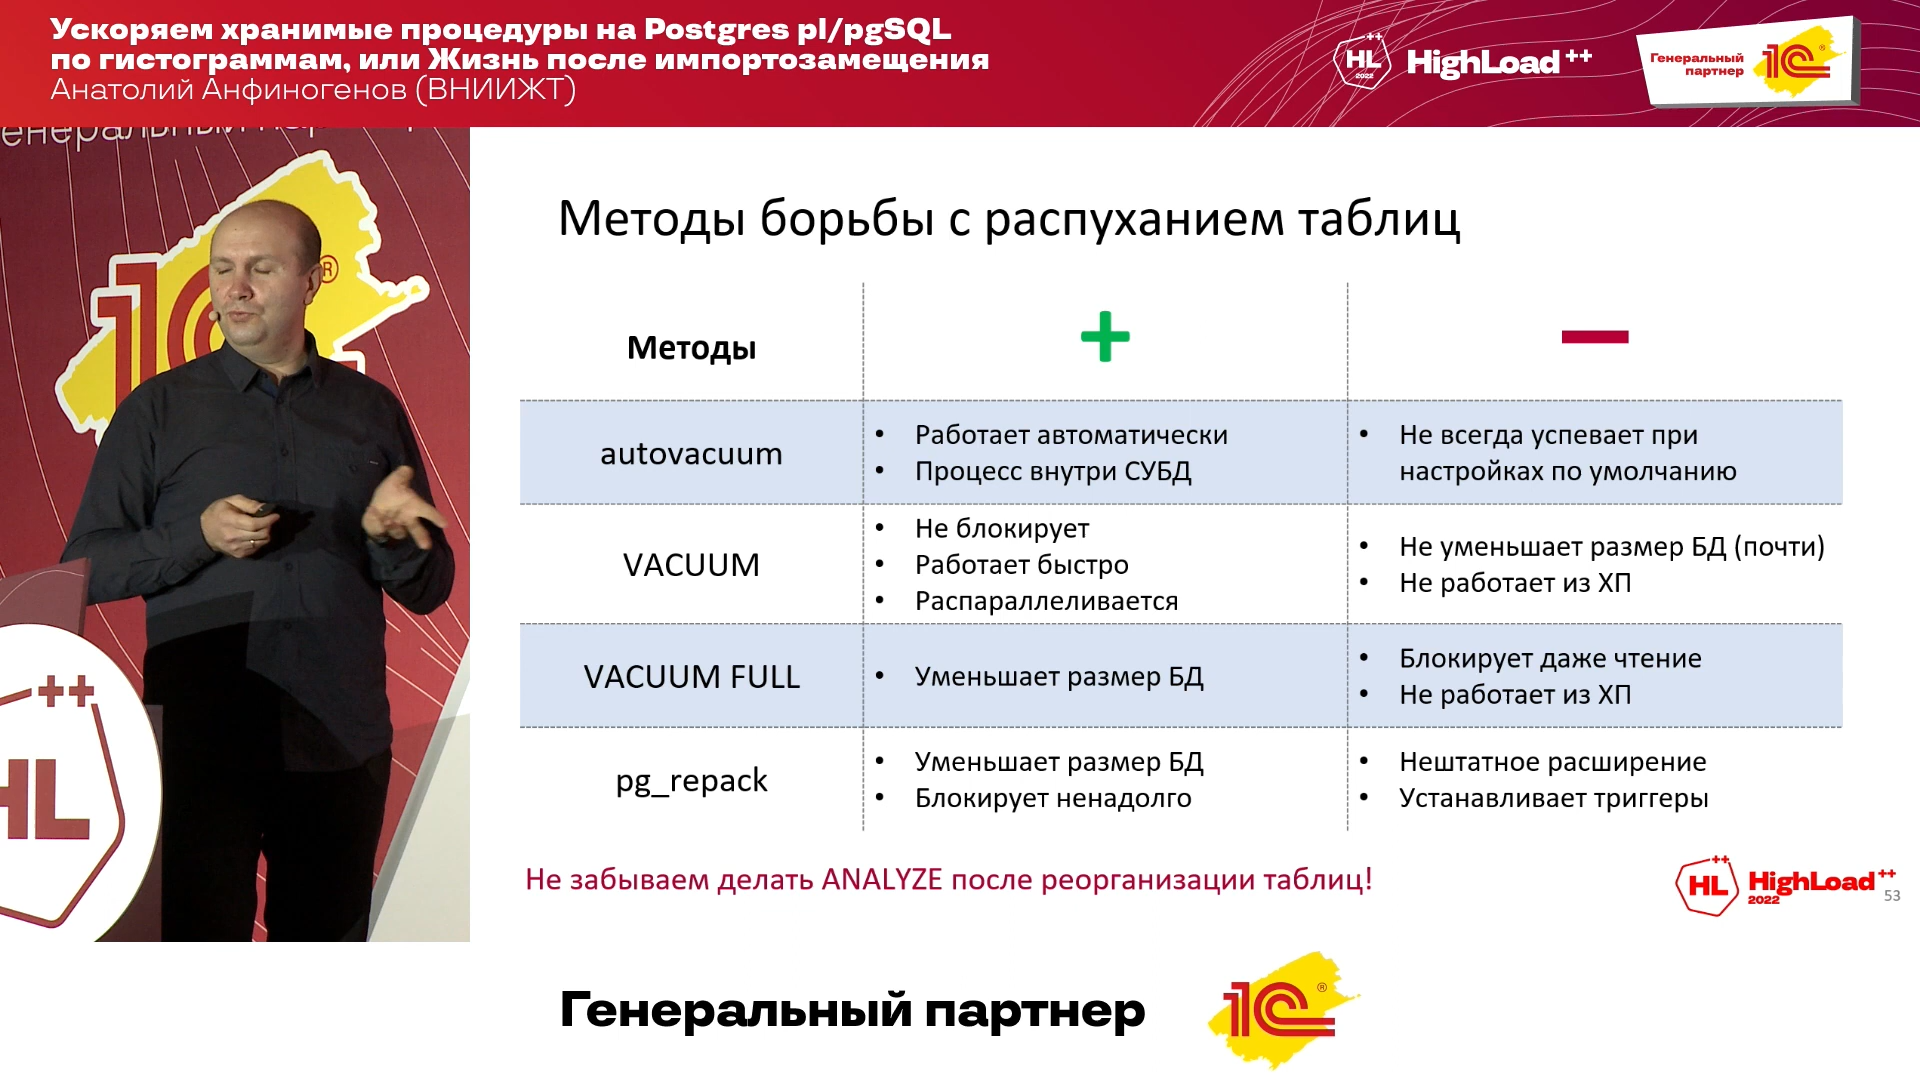 Ускоряем хранимые процедуры на Postgres pl/pgSQL
по гистограммам, или Жизнь после импортозамещения
Анатолий Анфиногенов (ВНИИЖТ)
HL++
2022
HighLoad++
Генеральный
партнер
1С®
Методы борьбы с распуханием таблиц
Методы
+
−
autovacuum
• Работает автоматически
• Процесс внутри СУБД
• Не всегда успевает при
настройках по умолчанию
VACUUM
• Не блокирует
• Работает быстро
• Распараллеливается
• Не уменьшает размер БД (почти)
• Не работает из ХП
VACUUM FULL
• Уменьшает размер БД
• Блокирует даже чтение
• Не работает из ХП
pg_repack
• Уменьшает размер БД
• Блокирует ненадолго
• Нештатное расширение
• Устанавливает триггеры
Не забываем делать ANALYZE после реорганизации таблиц!
HL++
HighLoad++
2022
53
1С®
++
HL
Генеральный партнер
1С®